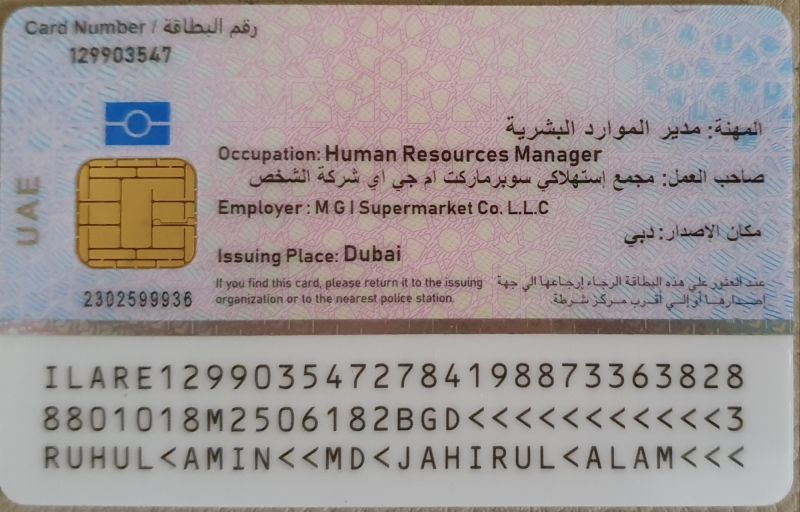 Card Number / رقم البطاقة
129903547
المهنة: مدير الموارد البشرية
Occupation: Human Resources Manager
صاحب العمل: مجمع إستهلاكي سوبرماركت ام جي اي شركة الشخص
Employer : M G I Supermarket Co. L.L.C
مكان الاصدار: دبي
Issuing Place: Dubai
UAE
2302599936
If you find this card, please return it to the issuing
organization or to the nearest police station.
عند العثور على هذه البطاقة الرجاء إرجاعها الى جهة
إصدارها أو إلى أقرب مركز شرطة.
ILARE1299035472784198873363828
8801018M2506182BGD<<<<<<<<<<<3
RUHUL<AMIN<<MD<JAHIRUL<ALAM<<<